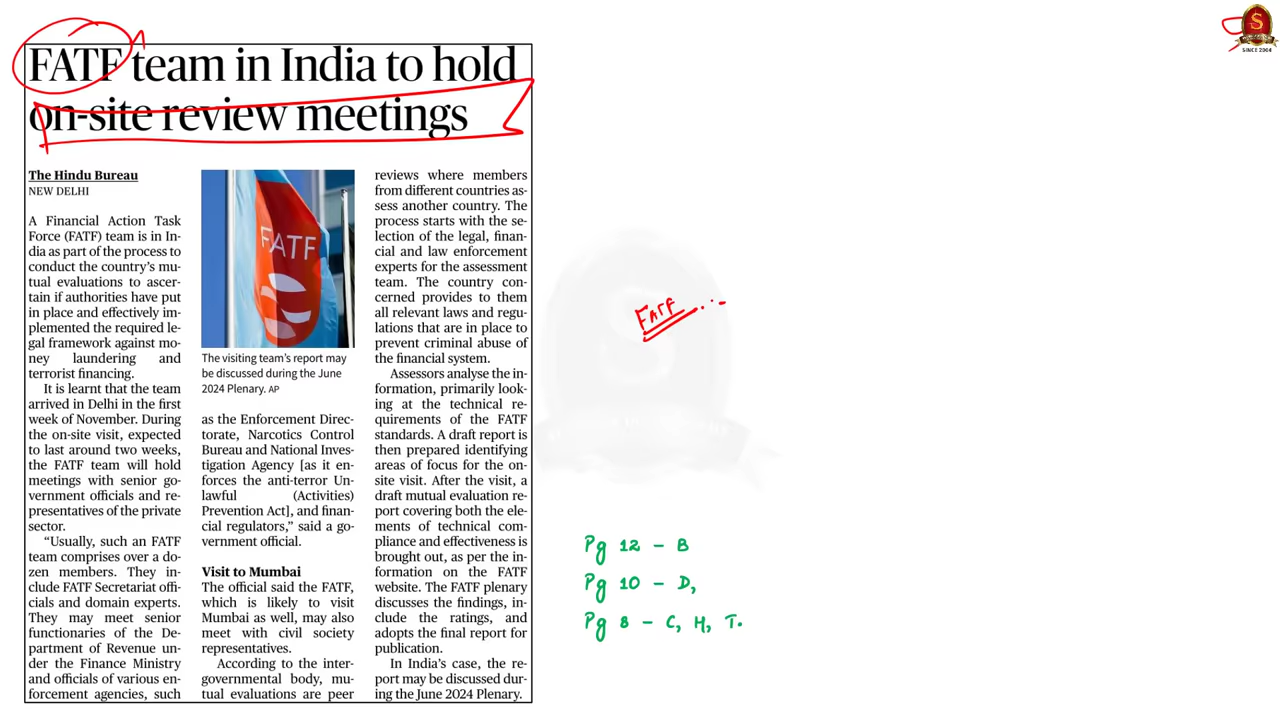 FATF team in India to hold
on-site review meetings
The Hindu Bureau
NEW DELHI
A Financial Action Task
Force (FATF) team is in In-
dia as part of the process to
conduct the country's mu-
tual evaluations to ascer-
tain if authorities have put
in place and effectively im-
plemented the required le-
gal framework against mo-
ney laundering and
terrorist financing.
It is learnt that the team
arrived in Delhi in the first
week of November. During
the on-site visit, expected
to last around two weeks,
the FATF team will hold
meetings with senior go-
vernment officials and re-
presentatives of the private
sector.
“Usually, such an FATF
team comprises over a do-
zen members. They in-
clude FATF Secretariat offi-
cials and domain experts.
They may meet senior
functionaries of the De-
partment of Revenue un-
der the Finance Ministry
and officials of various en-
forcement agencies, such
FATF
The visiting team's report may
be discussed during the June
2024 Plenary. AP
as the Enforcement Direc-
torate, Narcotics Control
Bureau and National Inves-
tigation Agency [as it en-
forces the anti-terror Un-
lawful (Activities)
Prevention Act], and finan-
cial regulators,” said a go-
vernment official.
Visit to Mumbai
The official said the FATF,
which is likely to visit
Mumbai as well, may also
meet with civil society
representatives.
According to the inter-
governmental body, mu-
tual evaluations are peer
reviews where members
from different countries as-
sess another country. The
process starts with the se-
lection of the legal, finan-
cial and law enforcement
experts for the assessment
team. The country con-
cerned provides to them
all relevant laws and regu-
lations that are in place to
prevent criminal abuse of
the financial system.
Assessors analyse the in-
formation, primarily look-
ing at the technical re-
quirements of the FATF
standards. A draft report is
then prepared identifying
areas of focus for the on-
site visit. After the visit, a
draft mutual evaluation re-
port covering both the ele-
ments of technical com-
pliance and effectiveness is
brought out, as per the in-
formation on the FATF
website. The FATF plenary
discusses the findings, in-
clude the ratings, and
adopts the final report for
publication.
In India's case, the re-
port may be discussed dur-
ing the June 2024 Plenary.
FATF
Pg 12 - B
Pg 10 - D,
Pg 8 - C, H, T.
S
SINCE 2004